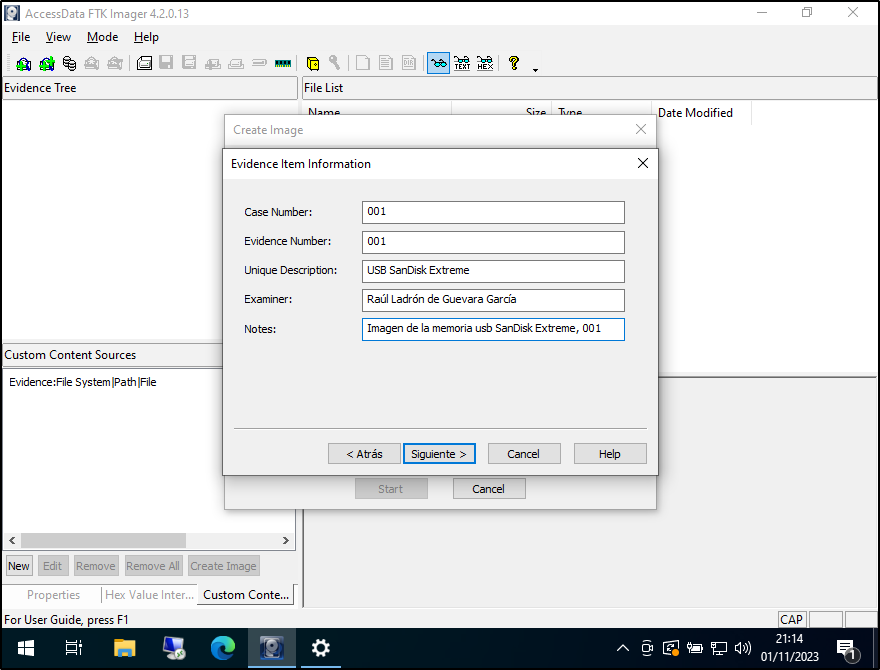 AccessData FTK Imager 4.2.0.13
File View Mode Help
TEXT HEX
Evidence Tree
File List
Name Size Type Date Modified
Create Image
Evidence Item Information
Case Number: 001
Evidence Number: 001
Unique Description: USB SanDisk Extreme
Examiner: Raúl Ladrón de Guevara García
Notes: Imagen de la memoria usb SanDisk Extreme, 001
Custom Content Sources
Evidence:File System|Path|File
< Atrás Siguiente > Cancel Help
Start Cancel
New Edit Remove Remove All Create Image
Properties Hex Value Inter... Custom Conte...
For User Guide, press F1
CAP
21:14
01/11/2023
1